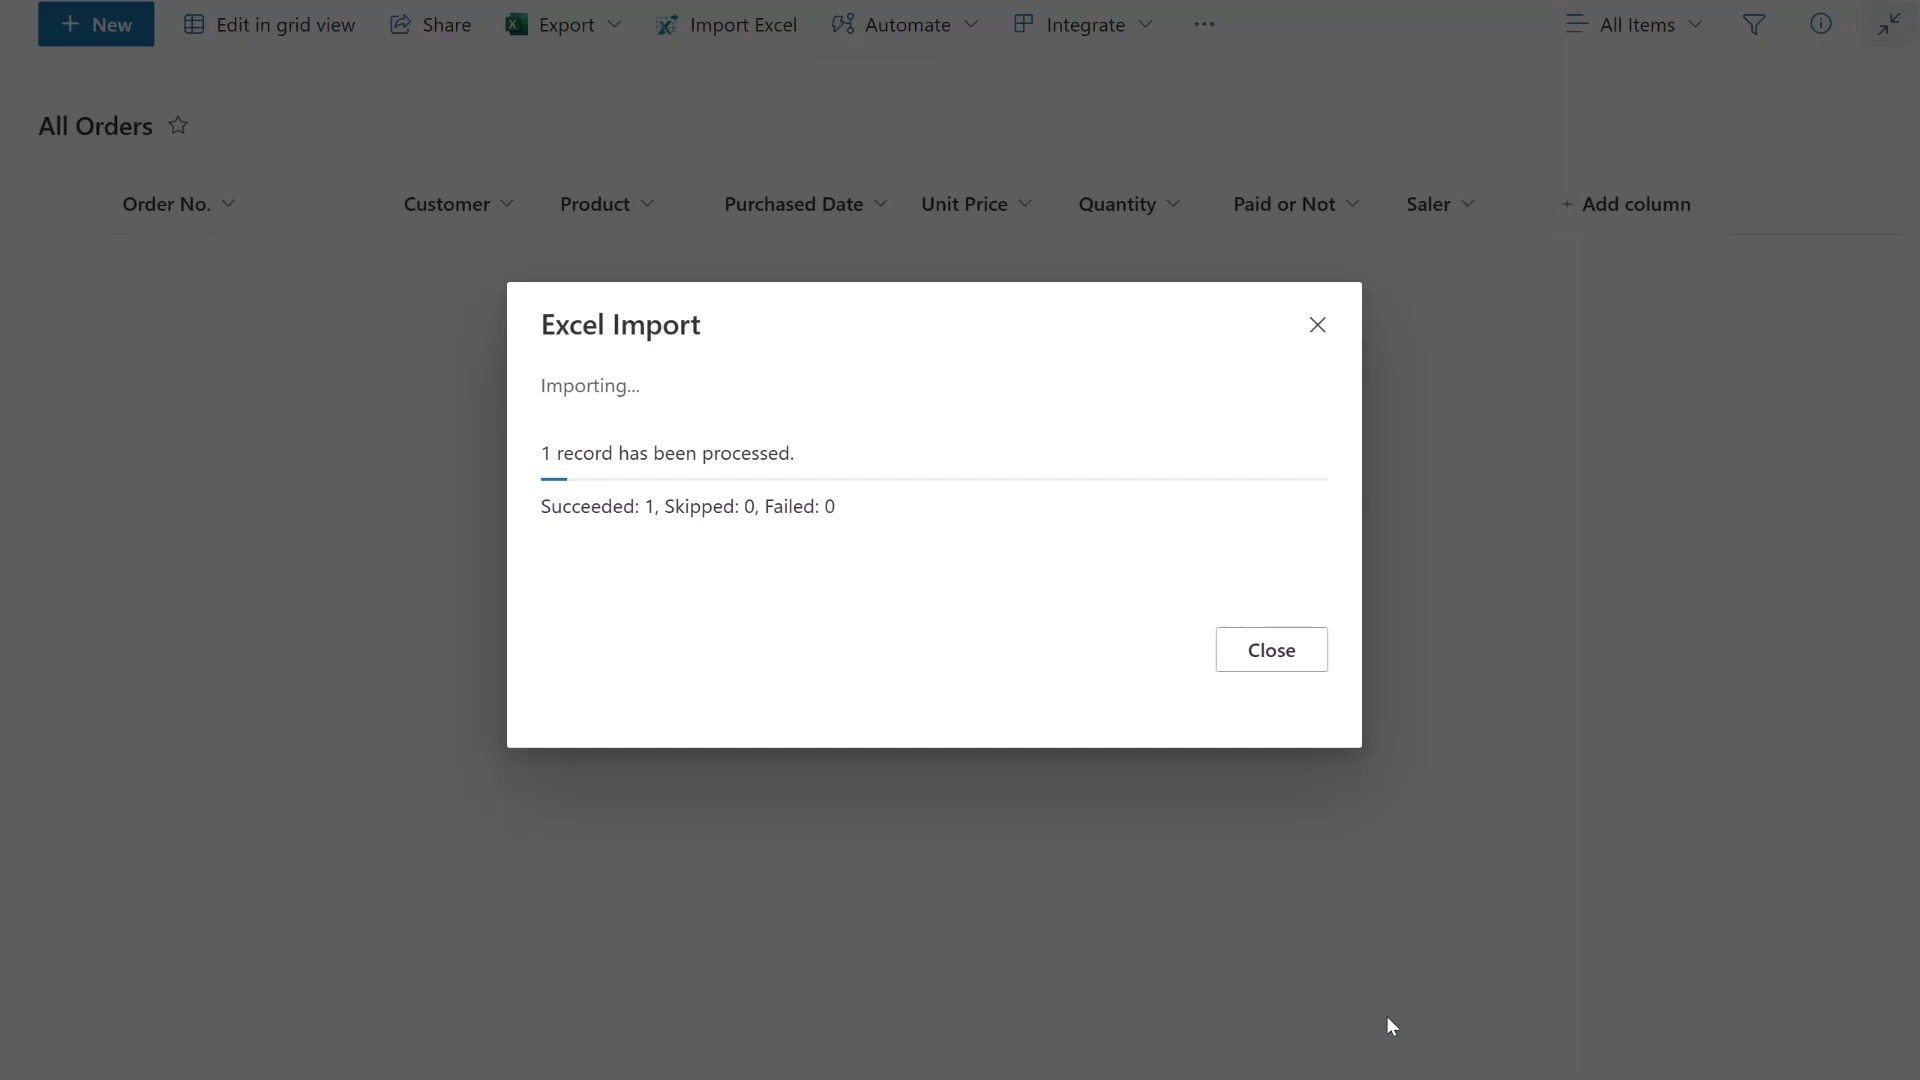 New Edit in grid view Share Export Import Excel Automate Integrate All Items
All Orders
Order No. Customer Product Purchased Date Unit Price Quantity Paid or Not Saler + Add column
Excel Import
Importing...
1 record has been processed.
Succeeded: 1, Skipped: 0, Failed: 0
Close